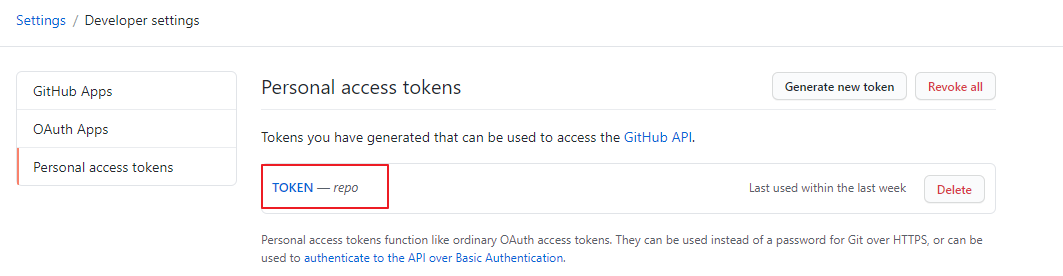 Settings / Developer settings
GitHub Apps
OAuth Apps
Personal access tokens
Personal access tokens
Generate new token
Revoke all
Tokens you have generated that can be used to access the GitHub API.
TOKEN — repo
Last used within the last week
Delete
Personal access tokens function like ordinary OAuth access tokens. They can be used instead of a password for Git over HTTPS, or can be
used to authenticate to the API over Basic Authentication.